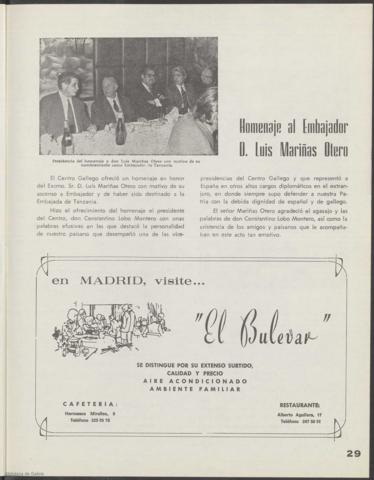 Presidencia del homenaje a don Luis Mariñas Otero con motivo de su
nombramiento como Embajador en Tanzania.
Homenaje al Embajador
D. Luis Mariñas Otero
El Centro Gallego ofreció un homenaje en honor
del Excmo. Sr. D. Luis Mariñas Otero con motivo de su
ascenso a Embajador y de haber sido destinado a la
Embajada de Tanzania.
Hizo el ofrecimiento del homenaje el presidente
del Centro, don Constantino Lobo Montero con unas
palabras efusivas en las que destacó la personalidad
de nuestro paisano que desempeñó una de las vice-
presidencias del Centro Gallego y que representó a
España en otros altos cargos diplomáticos en el extran-
jero, en donde siempre supo defender a nuestra Pa-
tria con la debida dignidad de español y de gallego.
El señor Mariñas Otero agradeció el agasajo y las
palabras de don Constantino Lobo Montero, así como la
asistencia de los amigos y paisanos que le acompaña-
ban en este acto tan emotivo.
en MADRID, visite...
"El Bulevar"
SE DISTINGUE POR SU EXTENSO SURTIDO,
CALIDAD Y PRECIO
AIRE ACONDICIONADO
AMBIENTE FAMILIAR
CAFETERIA:
Hermanos Miralles, 8
Teléfono
RESTAURANTE:
Alberto Aguilera, 17
Teléfono
29
Biblioteca de Galicia